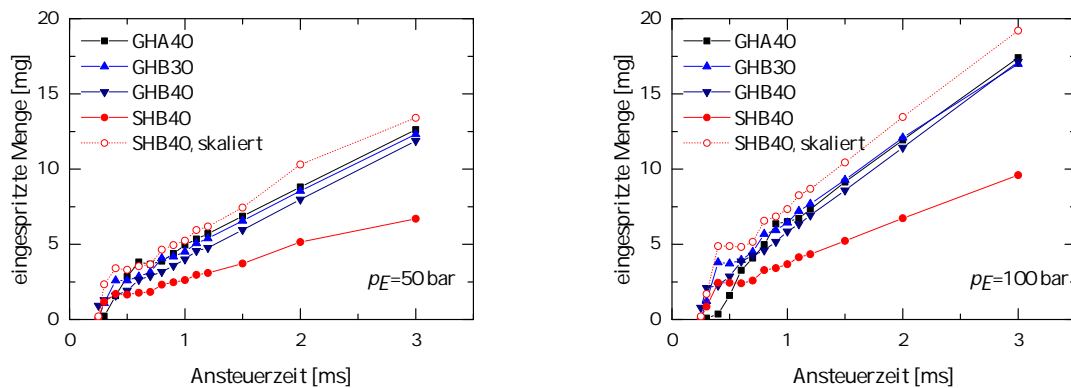 20
15
10
5
0
0
1
2
3
eingespritzte Menge [mg]
Ansteuerzeit [ms]
GHA40
GHB30
GHB40
SHB40
SHB40, skaliert
pE=50 bar
20
15
10
5
0
0
1
2
3
eingespritzte Menge [mg]
Ansteuerzeit [ms]
GHA40
GHB30
GHB40
SHB40
SHB40, skaliert
pE=100 bar